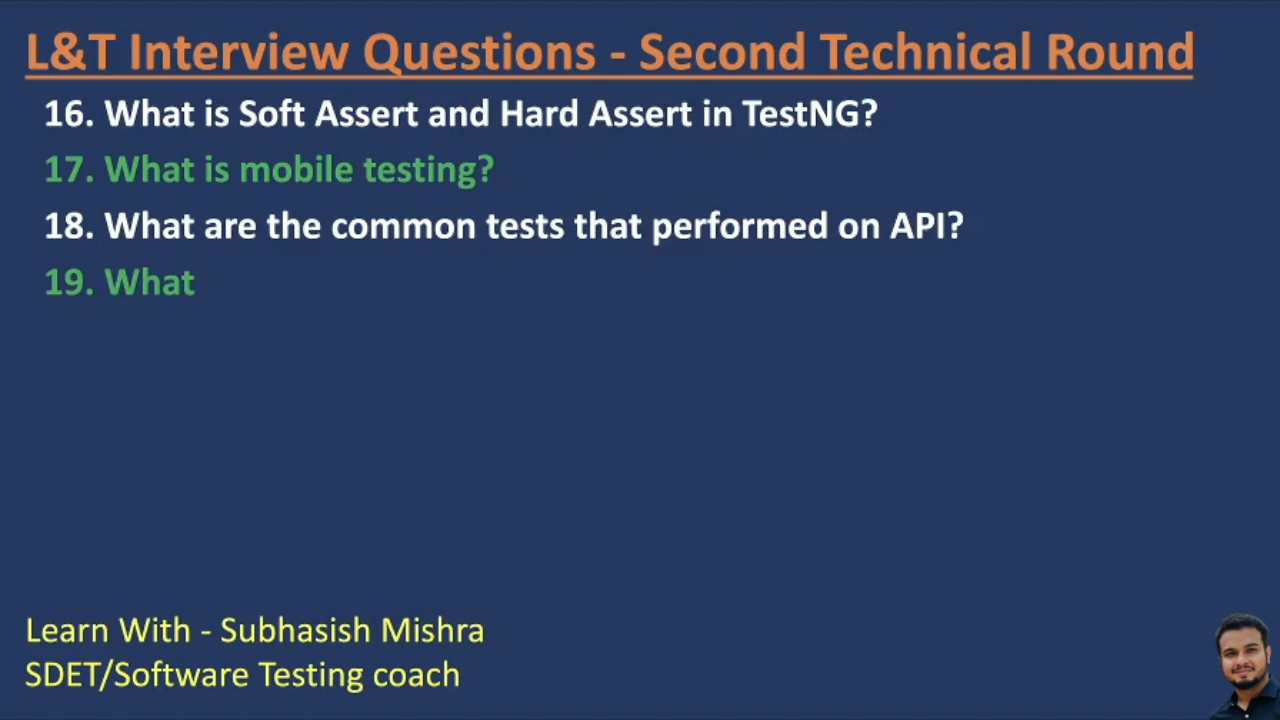 L&T Interview Questions - Second Technical Round
16. What is Soft Assert and Hard Assert in TestNG?
17. What is mobile testing?
18. What are the common tests that performed on API?
19. What
Learn With - Subhasish Mishra
SDET/Software Testing coach